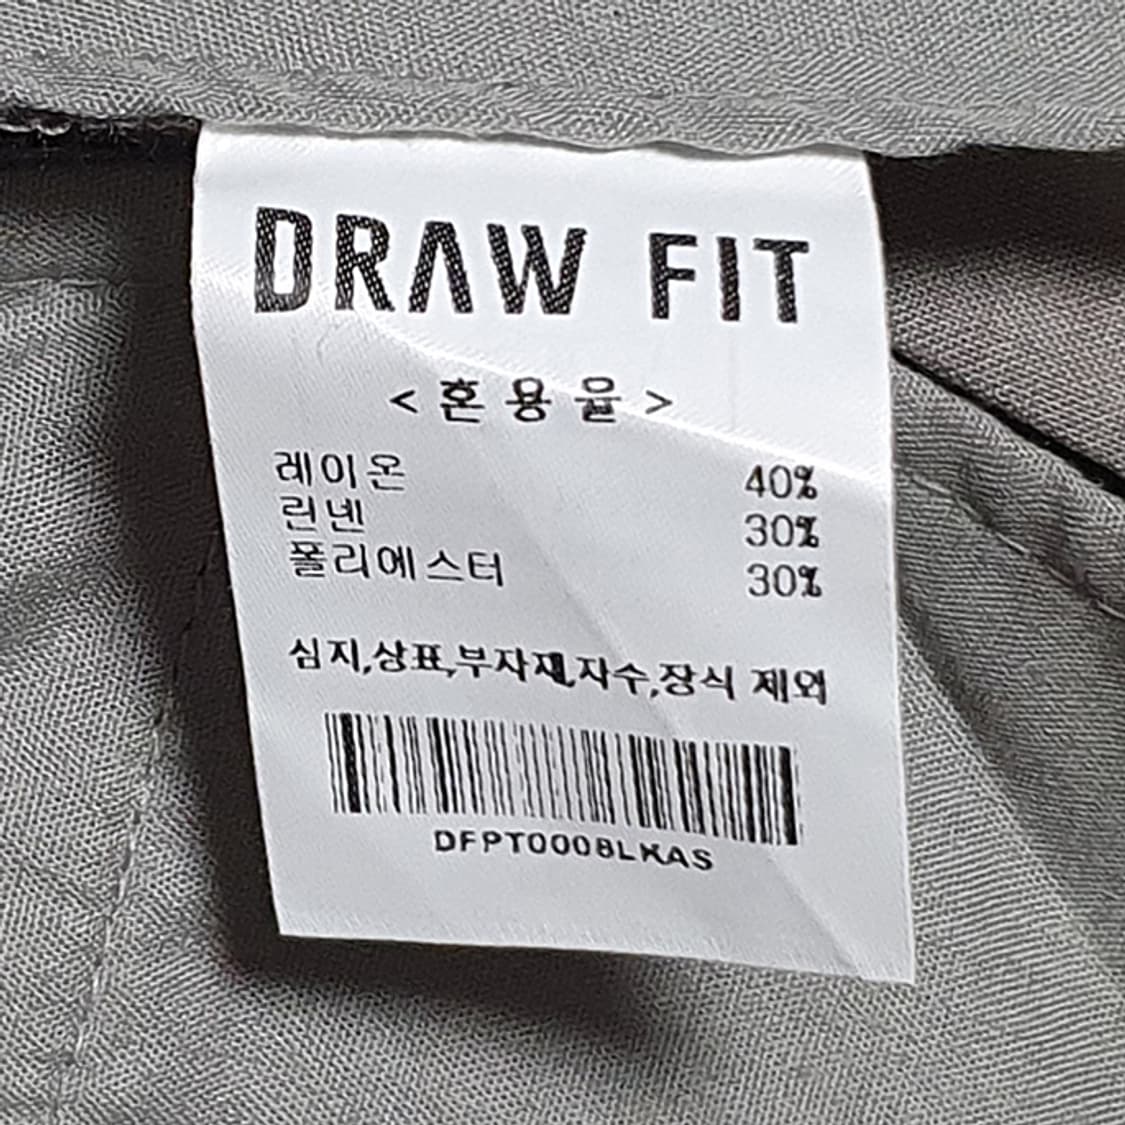 DRAW FIT
<혼용율>
레이온 40%
린넨 30%
폴리에스터 30%
심지,상표,부자재,자수,장식 제외
DFPT0008LKAS